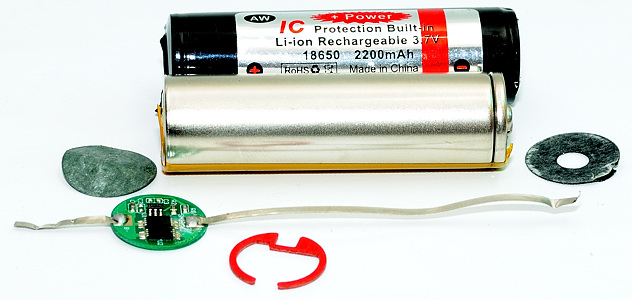 AW + Power
IC Protection Built-in
Li-ion Rechargeable 3.7V
18650 2200mAh
RoHS Made in China